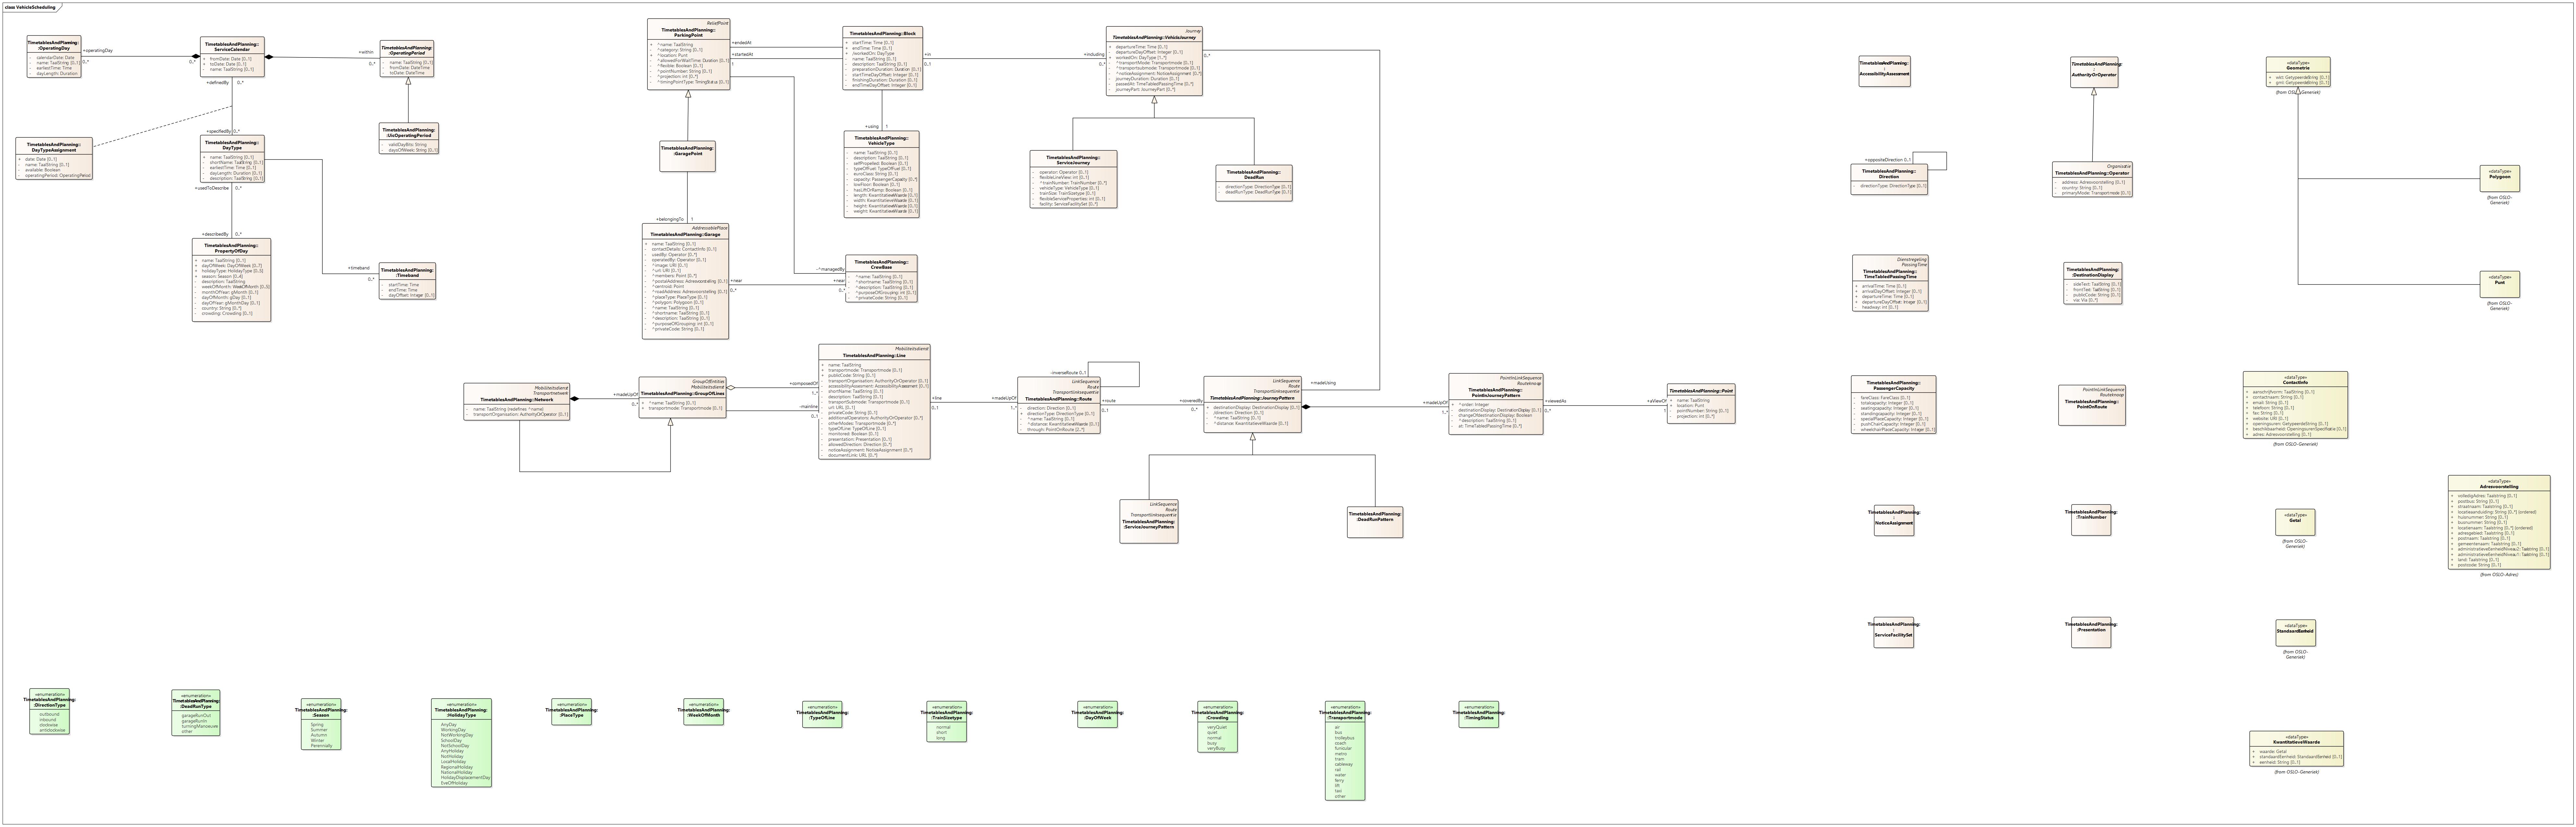 class VehicleScheduling
TimetablesAndPlanning::
:OperatingDay
- calendarDate: Date
- name: TaalString [0..1]
- earliestTime: Time
- dayLength: Duration
+operatingDay
0..*
0..*
TimetablesAndPlanning::
ServiceCalendar
+ fromDate: Date [0..1]
+ toDate: Date [0..1]
- name: TaalString [0..1]
+within
0..*
TimetablesAndPlanning:
:OperatingPeriod
- name: TaalString [0..1]
- fromDate: DateTime
- toDate: DateTime
TimetablesAndPlanning:
:UicOperatingPeriod
- validDayBits: String
- daysOfWeek: String [0..1]
+definedBy
0..*
+specifiedBy
0..*
TimetablesAndPlanning::
DayTypeAssignment
+ date: Date [0..1]
- name: TaalString [0..1]
- available: Boolean
- operatingPeriod: OperatingPeriod
TimetablesAndPlanning::
DayType
+ name: TaalString [0..1]
- shortName: TaalString [0..1]
- earliestTime: Time [0..1]
- dayLength: Duration [0..1]
- description: TaalString [0..1]
+usedToDescribe
0..*
+describedBy
0..*
TimetablesAndPlanning::
PropertyOfDay
+ name: TaalString [0..1]
+ dayOfWeek: DayOfWeek [0..7]
+ holidayType: HolidayType [0..5]
+ season: Season [0..4]
- description: TaalString
- weekOfMonth: WeekOfMonth [0..5]
- monthOfYear: gMonth [0..1]
- dayOfMonth: gDay [0..1]
- dayOfYear: gMonthDay [0..1]
- country: String [0..*]
- crowding: Crowding [0..1]
+timeband
0..*
TimetablesAndPlanning:
:Timeband
- startTime: Time
- endTime: Time
- dayOffset: Integer [0..1]
ReliefPoint
TimetablesAndPlanning::
ParkingPoint
+ ^name: TaalString
- ^category: String [0..1]
+ ^location: Punt
- ^allowedForWaitTime: Duration [0..1]
- ^flexible: Boolean [0..1]
- ^pointNumber: String [0..1]
- ^projection: int [0..*]
- ^timingPointType: TimingStatus [0..1]
+endedAt
1
+startedAt
1
TimetablesAndPlanning::Block
+ startTime: Time [0..1]
+ endTime: Time [0..1]
+ /workedOn: DayType
- name: TaalString [0..1]
- description: TaalString [0..1]
- preparationDuration: Duration [0..1]
- startTimeDayOffset: Integer [0..1]
- finishingDuration: Duration [0..1]
- endTimeDayOffset: Integer [0..1]
+in
0..1
+using
1
TimetablesAndPlanning::
VehicleType
- name: TaalString [0..1]
- description: TaalString [0..1]
- selfPropelled: Boolean [0..1]
- typeOfFuel: TypeOfFuel [0..1]
- euroClass: String [0..1]
- capacity: PassengerCapacity [0..*]
- lowFloor: Boolean [0..1]
- hasLiftOrRamp: Boolean [0..1]
- length: KwantitatieveWaarde [0..1]
- width: KwantitatieveWaarde [0..1]
- height: KwantitatieveWaarde [0..1]
- weight: KwantitatieveWaarde [0..1]
TimetablesAndPlanning:
:GaragePoint
+belongingTo
1
AddressablePlace
TimetablesAndPlanning::Garage
+ name: TaalString [0..1]
- contactDetails: ContactInfo [0..1]
- usedBy: Operator [0..*]
- operatedBy: Operator [0..1]
- ^image: URI [0..1]
- ^uri: URI [0..1]
- ^members: Point [0..*]
- ^postalAddress: Adresvoorstelling [0..1]
- ^centroid: Punt
- ^roadAddress: Adresvoorstelling [0..1]
- ^placeType: PlaceType [0..1]
- ^polygon: Polygoon [0..1]
- ^name: TaalString [0..1]
- ^shortname: TaalString [0..1]
- ^description: TaalString [0..1]
- ^purposeOfGrouping: int [0..1]
- ^privateCode: String [0..1]
+near
0..*
+near
0..*
-^managedBy
TimetablesAndPlanning::
CrewBase
- ^name: TaalString [0..1]
- ^shortname: TaalString [0..1]
- ^description: TaalString [0..1]
- ^purposeOfGrouping: int [0..1]
- ^privateCode: String [0..1]
+including
0..*
Journey
TimetablesAndPlanning::VehicleJourney
+ departureTime: Time [0..1]
- departureDayOffset: Integer [0..1]
+ workedOn: DayType [1..*]
- ^transportMode: Transportmode [0..1]
- ^transportsubmode: Transportmode [0..1]
- ^noticeAssignment: NoticeAssignment [0..*]
- journeyDuration: Duration [0..1]
- passedAt: TimeTabledPassingTime [0..*]
- journeyPart: JourneyPart [0..*]
0..*
TimetablesAndPlanning::
ServiceJourney
- operator: Operator [0..1]
- flexibleLineView: int [0..1]
- ^trainNumber: TrainNumber [0..*]
- vehicleType: VehicleType [0..1]
- trainSize: TrainSizetype [0..1]
- flexibleServiceProperties: int [0..1]
- facility: ServiceFacilitySet [0..*]
TimetablesAndPlanning::
DeadRun
- directionType: DirectionType [0..1]
- deadRunType: DeadRunType [0..1]
TimetablesAndPlanning:
:
AccessibilityAssessment
TimetablesAndPlanning:
:
AuthorityOrOperator
«dataType»
Geometrie
+ wkt: GetypeerdeString [0..1]
+ gml: GetypeerdeString [0..1]
+oppositeDirection 0..1
TimetablesAndPlanning::
Direction
- directionType: DirectionType [0..1]
Organisatie
TimetablesAndPlanning::Operator
- address: Adresvoorstelling [0..1]
- country: String [0..1]
- primaryMode: Transportmode [0..1]
«dataType»
Polygoon
(from OSLO-
Generiek)
Dienstregeling
PassingTime
TimetablesAndPlanning::
TimeTabledPassingTime
+ arrivalTime: Time [0..1]
+ arrivalDayOffset: Integer [0..1]
+ departureTime: Time [0..1]
+ departureDayOffset: Integer [0..1]
- headway: int [0..1]
TimetablesAndPlanning:
:DestinationDisplay
- sideText: TaalString [0..1]
- frontText: TaalString [0..1]
- publicCode: String [0..1]
- via: Via [0..*]
«dataType»
Punt
(from OSLO-
Generiek)
Mobiliteitsdienst
Transportnetwork
TimetablesAndPlanning::Network
- name: TaalString {redefines ^name}
- transportOrganisation: AuthorityOrOperator [0..1]
+madeUpOf
0..*
GroupOfEntities
Mobiliteitsdienst
TimetablesAndPlanning::GroupOfLines
- ^name: TaalString [0..1]
+ transportmode: Transportmode [0..1]
+composedOf
1..*
-mainline
0..1
Mobiliteitsdienst
TimetablesAndPlanning::Line
+ name: TaalString
+ transportmode: Transportmode [0..1]
+ publicCode: String [0..1]
- transportOrganisation: AuthorityOrOperator [0..1]
+ accessibilityAssessment: AccessibilityAssessment [0..1]
- shortName: TaalString [0..1]
- description: TaalString [0..1]
- transportSubmode: Transportmode [0..1]
- url: URL [0..1]
- privateCode: String [0..1]
- additionalOperations: AuthorityOrOperator [0..*]
- otherModes: Transportmode [0..*]
- typeOfLine: TypeOfLine [0..1]
- monitored: Boolean [0..1]
- presentation: Presentation [0..1]
- allowedDirection: Direction [0..*]
- noticeAssignment: NoticeAssignment [0..*]
- documentLink: URL [0..*]
+line
0..1
+madeUpOf
1..*
-inverseRoute 0..1
LinkSequence
Route
Transportlinksequentie
TimetablesAndPlanning::Route
- direction: Direction [0..1]
+ directionType: DirectionType [0..1]
- ^name: TaalString [0..1]
- ^distance: KwantitatieveWaarde [0..1]
- through: PointOnRoute [0..*]
+route
0..1
+coveredBy
0..*
+madeUsing
LinkSequence
Route
Transportlinksequentie
TimetablesAndPlanning::JourneyPattern
+ destinationDisplay: DestinationDisplay [0..1]
- /direction: Direction [0..1]
- ^name: TaalString [0..1]
- ^distance: KwantitatieveWaarde [0..1]
+madeUpOf
1..*
PointInLinkSequence
Routeknoop
TimetablesAndPlanning::
PointInJourneyPattern
+ ^order: Integer
- destinationDisplay: DestinationDisplay [0..1]
- changeOfDestinationDisplay: Boolean
- ^description: TaalString [0..1]
- at: TimeTabledPassingTime [0..*]
+viewedAs
0..*
+aViewOf
1
TimetablesAndPlanning::Point
+ name: TaalString
- location: Punt
- pointNumber: String [0..1]
- projection: int [0..*]
LinkSequence
Route
Transportlinksequentie
TimetablesAndPlanning:
:ServiceJourneyPattern
TimetablesAndPlanning:
:DeadRunPattern
TimetablesAndPlanning::
PassengerCapacity
- fareClass: FareClass [0..1]
- totalcapacity: Integer [0..1]
- seatingcapacity: Integer [0..1]
- standingcapacity: Integer [0..1]
- specialPlaceCapacity: Integer [0..1]
- pushChairCapacity: Integer [0..1]
- wheelchairPlaceCapacity: Integer [0..1]
PointInLinkSequence
Routeknoop
TimetablesAndPlanning::
PointOnRoute
«dataType»
ContactInfo
+ aanschrijfvorm: TaalString [0..1]
+ contactnaam: String [0..1]
+ email: String [0..1]
+ telefoon: String [0..1]
+ fax: String [0..1]
+ website: URI [0..1]
+ openingsuren: GetypeerdeString [0..1]
+ beschikbaarheid: OpeningsurenSpecificatie [0..1]
+ adres: Adresvoorstelling [0..1]
(from OSLO-Generiek)
«dataType»
Adresvoorstelling
+ volledigAdres: Taalstring [0..1]
+ postbus: String [0..1]
+ straatnaam: Taalstring [0..1]
+ locatieaanduiding: String [0..*] {ordered}
+ huisnummer: String [0..1]
+ busnummer: String [0..1]
+ locatienaam: Taalstring [0..*] {ordered}
+ adresgebied: Taalstring [0..1]
+ postnaam: Taalstring [0..1]
+ gemeentenaam: Taalstring [0..1]
+ administratieveEenheidNiveau2: Taalstring [0..1]
+ administratieveEenheidNiveau1: Taalstring [0..1]
+ land: Taalstring [0..1]
+ postcode: String [0..1]
(from OSLO-Adres)
TimetablesAndPlanning:
:
NoticeAssignment
TimetablesAndPlanning:
:TrainNumber
«dataType»
Getal
(from OSLO-
Generiek)
TimetablesAndPlanning:
:
ServiceFacilitySet
TimetablesAndPlanning:
:Presentation
«dataType»
StandaardEenheid
(from OSLO-
Generiek)
«dataType»
KwantitatieveWaarde
+ waarde: Getal
+ standaardEenheid: StandaardEenheid [0..1]
+ eenheid: String [0..1]
(from OSLO-Generiek)
«enumeration»
TimetablesAndPlanning:
:DirectionType
outbound
inbound
clockwise
anticlockwise
«enumeration»
TimetablesAndPlanning:
:DeadRunType
garageRunOut
garageRunIn
turningManoeuvre
other
«enumeration»
TimetablesAndPlanning:
:Season
Spring
Summer
Autumn
Winter
Perennially
«enumeration»
TimetablesAndPlanning:
:HolidayType
AnyDay
WorkingDay
NotWorkingDay
SchoolDay
NotSchoolDay
AnyHoliday
NotHoliday
LocalHoliday
RegionalHoliday
NationalHoliday
HolidayDisplacementDay
EveOfHoliday
«enumeration»
TimetablesAndPlanning:
:PlaceType
«enumeration»
TimetablesAndPlanning:
:WeekOfMonth
«enumeration»
TimetablesAndPlanning:
:TypeOfLine
«enumeration»
TimetablesAndPlanning:
:TrainSizetype
normal
short
long
«enumeration»
TimetablesAndPlanning:
:DayOfWeek
«enumeration»
TimetablesAndPlanning:
:Crowding
veryQuiet
quiet
normal
busy
veryBusy
«enumeration»
TimetablesAndPlanning:
:Transportmode
air
bus
trolleybus
coach
funicular
metro
tram
cableway
rail
water
ferry
lift
taxi
other
«enumeration»
TimetablesAndPlanning:
:TimingStatus